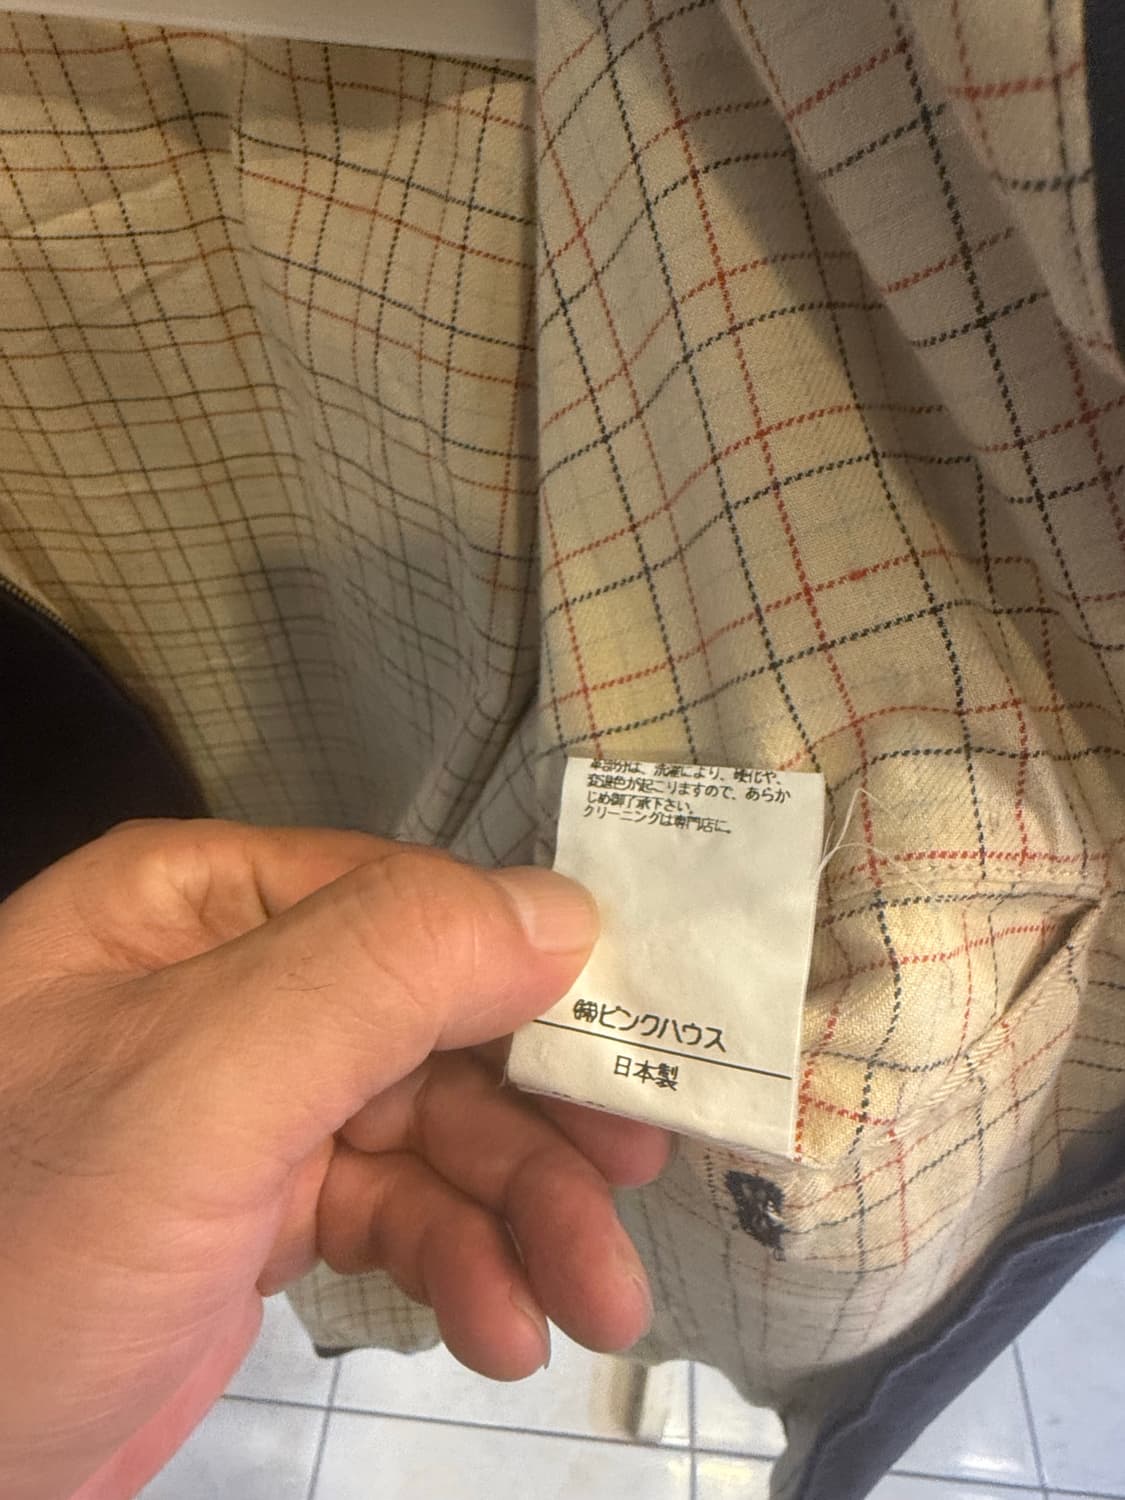 革部分は、洗濯により、硬化や、
変退色が起こりますので、あらか
じめ御了承下さい。
クリーニングは専門店に。
㈱ピンクハウス
日本製